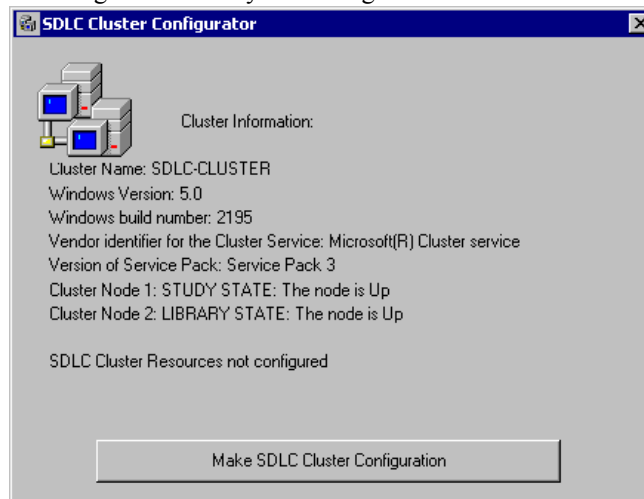 SDLC Cluster Configurator
Cluster Information:
Cluster Name: SDLC-CLUSTER
Windows Version: 5.0
Windows build number: 2195
Vendor identifier for the Cluster Service: Microsoft(R) Cluster service
Version of Service Pack: Service Pack 3
Cluster Node 1: STUDY STATE: The node is Up
Cluster Node 2: LIBRARY STATE: The node is Up
SDLC Cluster Resources not configured
Make SDLC Cluster Configuration